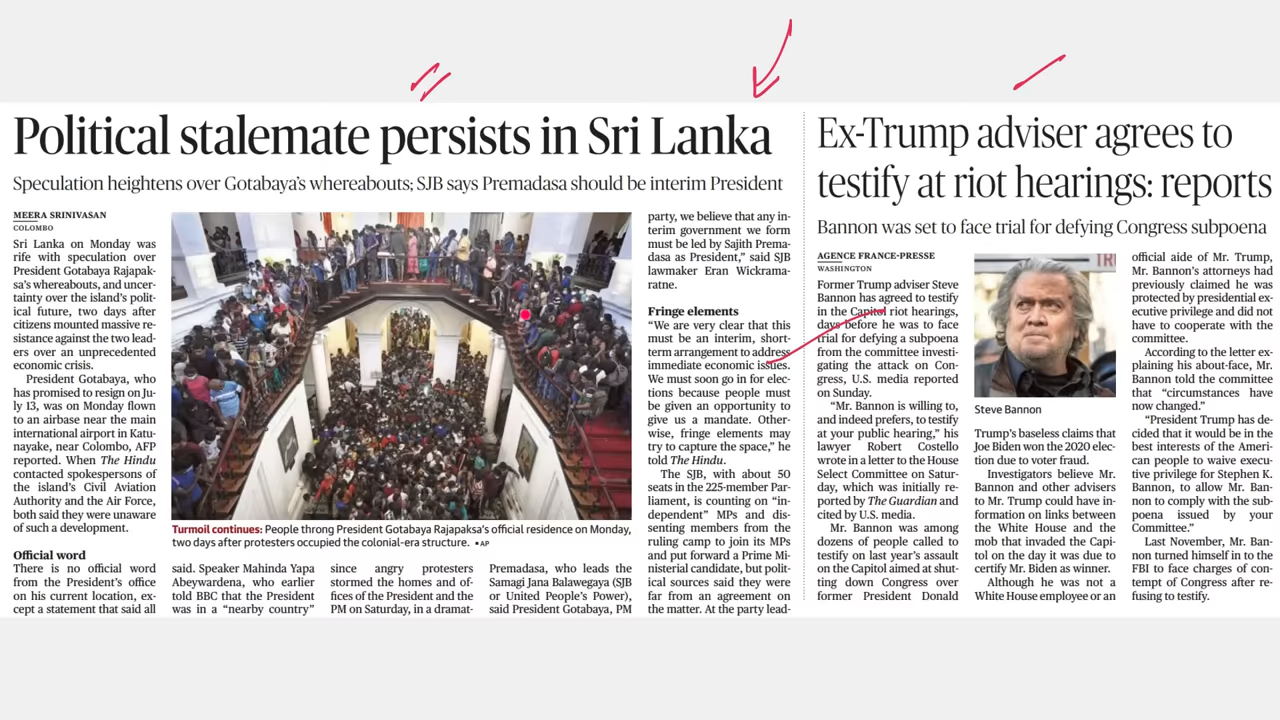 Political stalemate persists in Sri Lanka
Speculation heightens over Gotabaya's whereabouts; SJB says Premadasa should be interim President
MEERA SRINIVASAN
COLOMBO
Sri Lanka on Monday was
rife with speculation over
President Gotabaya Rajapak-
sa's whereabouts, and uncer-
tainty over the island's polit-
ical future, two days after
citizens mounted massive re-
sistance against the two lead-
ers over an unprecedented
economic crisis.
President Gotabaya, who
has promised to resign on Ju-
ly 13, was on Monday flown
to an airbase near the main
international airport in Katu-
nayake, near Colombo, AFP
reported. When The Hindu
contacted spokespersons of
the island's Civil Aviation
Authority and the Air Force,
both said they were unaware
of such a development.
Official word
There is no official word
from the President's office
on his current location, ex-
cept a statement that said all
Turmoil continues: People throng President Gotabaya Rajapaksa's official residence on Monday,
two days after protesters occupied the colonial-era structure. ▪AP
said. Speaker Mahinda Yapa
Abeywardena, who earlier
told BBC that the President
was in a “nearby country”
since angry protesters
stormed the homes and of-
fices of the President and the
PM on Saturday, in a dramat-
Premadasa, who leads the
Samagi Jana Balawegaya (SJB
or United People's Power),
said President Gotabaya, PM
party, we believe that any in-
terim government we form
must be led by Sajith Prema-
dasa as President,” said SJB
lawmaker Eran Wickrama-
ratne.
Fringe elements
“We are very clear that this
must be an interim, short-
term arrangement to address
immediate economic issues.
We must soon go in for elec-
tions because people must
be given an opportunity to
give us a mandate. Other-
wise, fringe elements may
try to capture the space,” he
told The Hindu.
The SJB, with about 50
seats in the 225-member Par-
liament, is counting on “in-
dependent” MPs and dis-
senting members from the
ruling camp to join its MPs
and put forward a Prime Mi-
nisterial candidate, but polit-
ical sources said they were
far from an agreement on
the matter. At the party lead-
Ex-Trump adviser agrees to
testify at riot hearings: reports
Bannon was set to face trial for defying Congress subpoena
AGENCE FRANCE-PRESSE
WASHINGTON
Former Trump adviser Steve
Bannon has agreed to testify
in the Capitol riot hearings,
days before he was to face
trial for defying a subpoena
from the committee investi-
gating the attack on Con-
gress, U.S. media reported
on Sunday.
“Mr. Bannon is willing to,
and indeed prefers, to testify
at your public hearing,” his
lawyer Robert Costello
wrote in a letter to the House
Select Committee on Satur-
day, which was initially re-
ported by The Guardian and
cited by U.S. media.
Mr. Bannon was among
dozens of people called to
testify on last year's assault
on the Capitol aimed at shut-
ting down Congress over
former President Donald
Steve Bannon
Trump's baseless claims that
Joe Biden won the 2020 elec-
tion due to voter fraud.
Investigators believe Mr.
Bannon and other advisers
to Mr. Trump could have in-
formation on links between
the White House and the
mob that invaded the Capi-
tol on the day it was due to
certify Mr. Biden as winner.
Although he was not a
White House employee or an
official aide of Mr. Trump,
Mr. Bannon's attorneys had
previously claimed he was
protected by presidential ex-
ecutive privilege and did not
have to cooperate with the
committee.
According to the letter ex-
plaining his about-face, Mr.
Bannon told the committee
that “circumstances have
now changed.”
“President Trump has de-
cided that it would be in the
best interests of the Ameri-
can people to waive execu-
tive privilege for Stephen K.
Bannon, to allow Mr. Ban-
non to comply with the sub-
poena issued by your
Committee.”
Last November, Mr. Ban-
non turned himself in to the
FBI to face charges of con-
tempt of Congress after re-
fusing to testify.